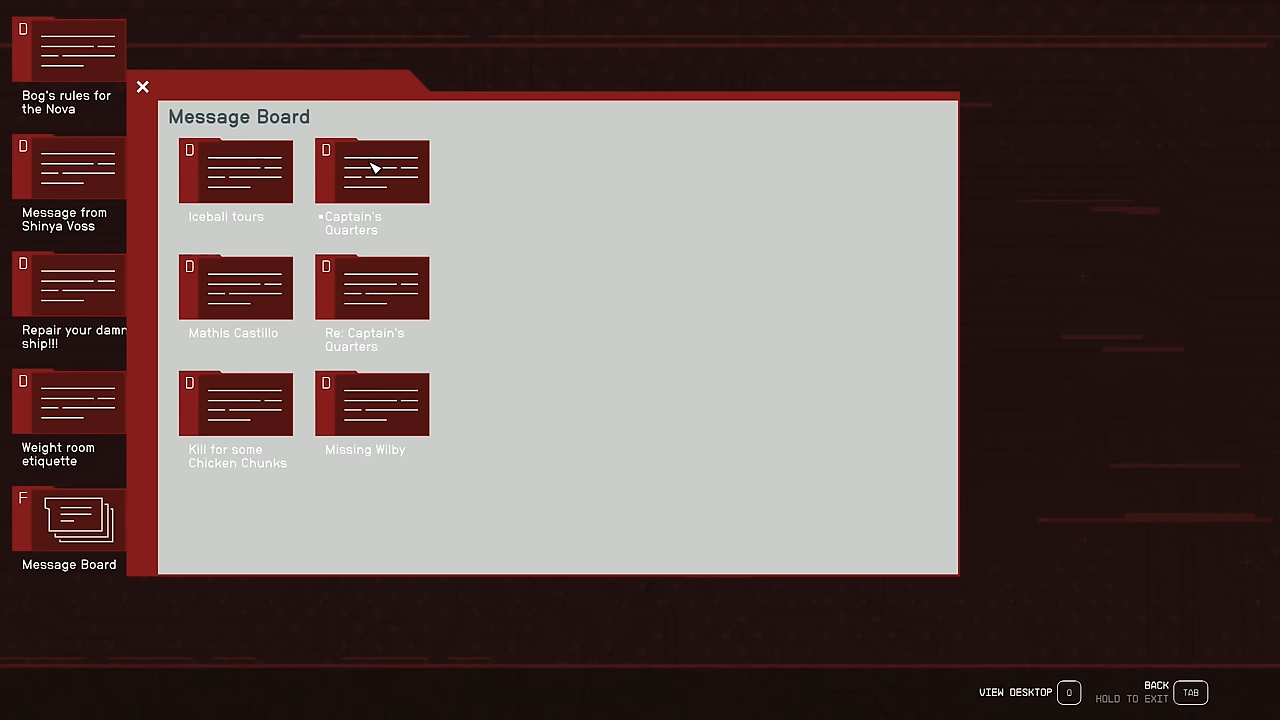 D
Bog's rules for
the Nova
D
Message from
Shinya Voss
D
Repair your damn
ship!!!
D
Weight room
etiquette
F
Message Board
×
Message Board
D
Iceball tours
D
▪Captain's
Quarters
D
Mathis Castillo
D
Re: Captain's
Quarters
D
Kill for some
Chicken Chunks
D
Missing Wilby
VIEW DESKTOP Q
BACK
HOLD TO EXIT TAB